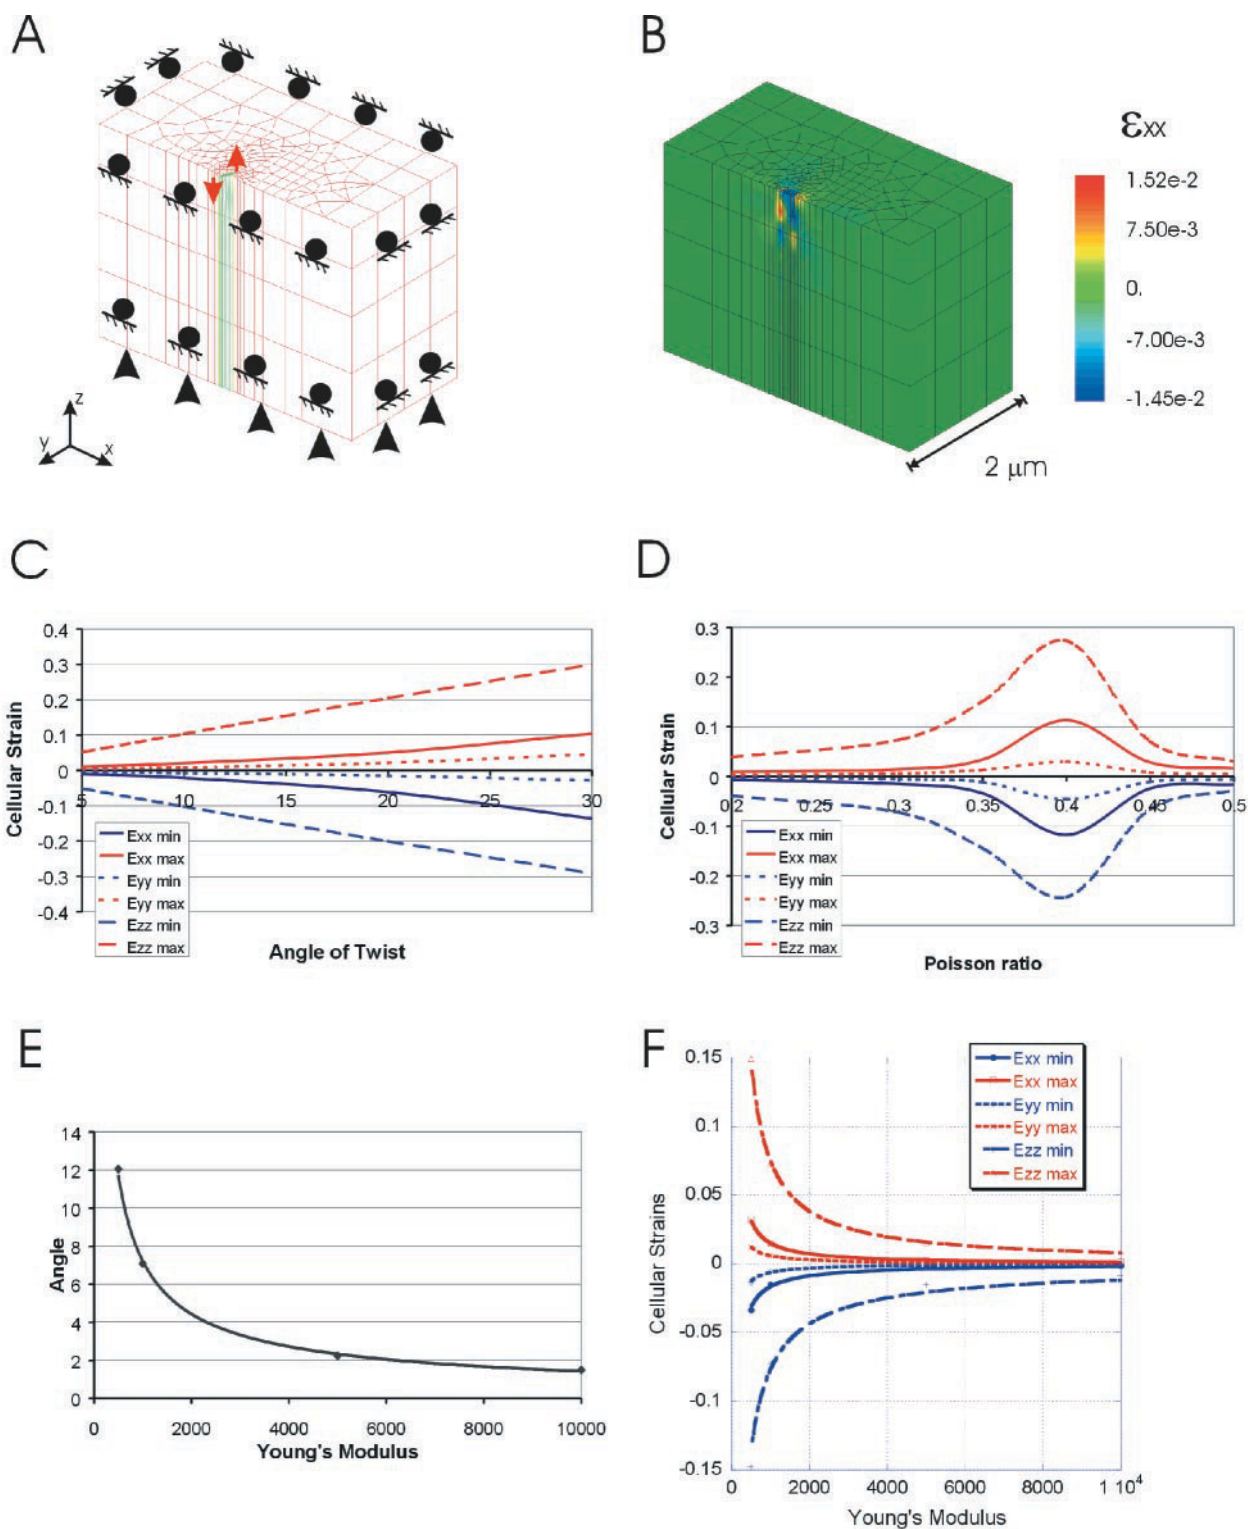 A
B
z
y
x
εxx
1.52e-2
7.50e-3
0.
-7.00e-3
-1.45e-2
2 μm
C
0.4
0.3
0.2
0.1
0
-0.1
-0.2
-0.3
-0.4
5
10
15
20
25
30
Cellular Strain
Exx min
Exx max
Eyy min
Eyy max
Ezz min
Ezz max
Angle of Twist
D
0.3
0.2
0.1
0
-0.1
-0.2
-0.3
0.2
0.25
0.3
0.35
0.4
0.45
0.5
Cellular Strain
Exx min
Exx max
Eyy min
Eyy max
Ezz min
Ezz max
Poisson ratio
E
14
12
10
8
6
4
2
0
Angle
0
2000
4000
6000
8000
10000
Young's Modulus
F
0.15
0.1
0.05
0
-0.05
-0.1
-0.15
Cellular Strains
Exx min
Exx max
Eyy min
Eyy max
Ezz min
Ezz max
0
2000
4000
6000
8000
1 10⁴
Young's Modulus